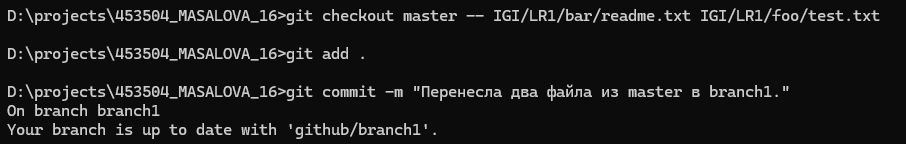 D:\projects\453504_MASALOVA_16>git checkout master -- IGI/LR1/bar/readme.txt IGI/LR1/foo/test.txt
D:\projects\453504_MASALOVA_16>git add .
D:\projects\453504_MASALOVA_16>git commit -m "Перенесла два файла из master в branch1."
On branch branch1
Your branch is up to date with 'github/branch1'.